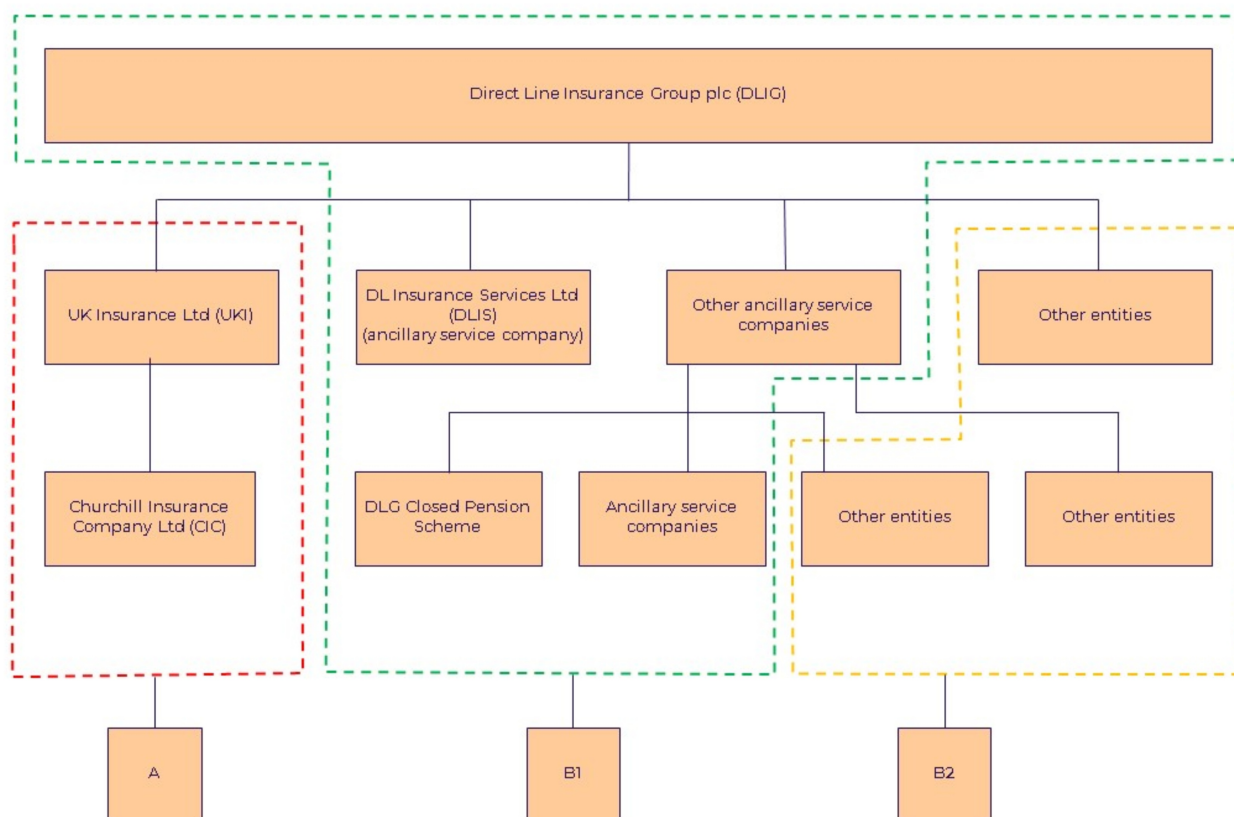 Direct Line Insurance Group plc (DLIG)
UK Insurance Ltd (UKI)
DL Insurance Services Ltd
(DLIS)
(ancillary service company)
Other ancillary service
companies
Other entities
Churchill Insurance
Company Ltd (CIC)
DLG Closed Pension
Scheme
Ancillary service
companies
Other entities
Other entities
A
B1
B2